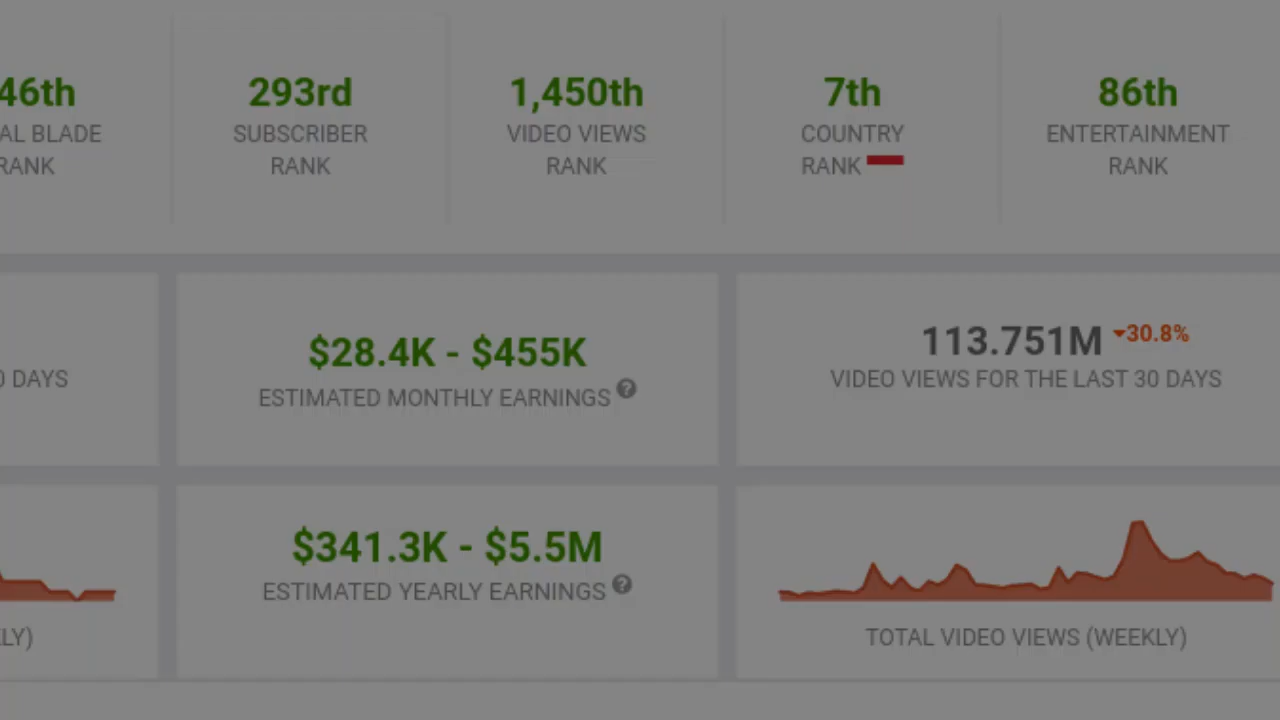 46th
293rd
1,450th
7th
86th
AL BLADE
SUBSCRIBER
VIDEO VIEWS
COUNTRY
ENTERTAINMENT
RANK
RANK
RANK
RANK
RANK
$28.4K - $455K
113.751M 30.8%
0 DAYS
ESTIMATED MONTHLY EARNINGS ?
VIDEO VIEWS FOR THE LAST 30 DAYS
$341.3K - $5.5M
ESTIMATED YEARLY EARNINGS ?
LY)
TOTAL VIDEO VIEWS (WEEKLY)